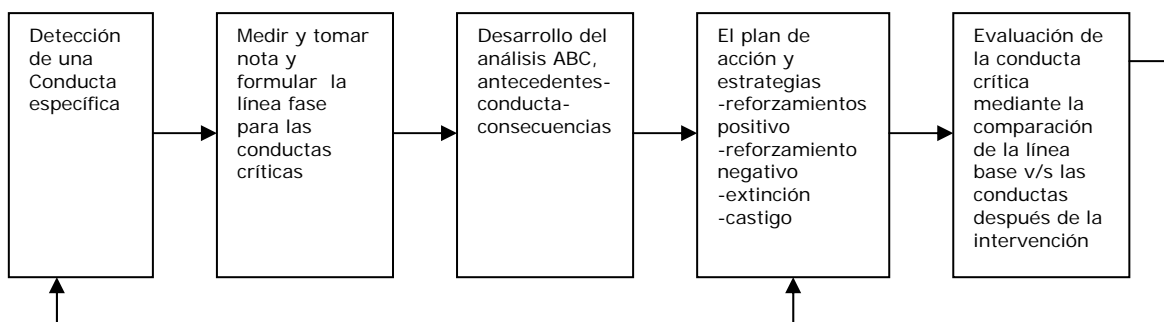 Detección
de una
Conducta
específica
Medir y tomar
nota y
formular la
línea fase
para las
conductas
críticas
Desarrollo del
análisis ABC,
antecedentes-
conducta-
consecuencias
El plan de
acción y
estrategias
-reforzamientos
positivo
-reforzamiento
negativo
-extinción
-castigo
Evaluación de
la conducta
crítica
mediante la
comparación
de la línea
base v/s las
conductas
después de la
intervención